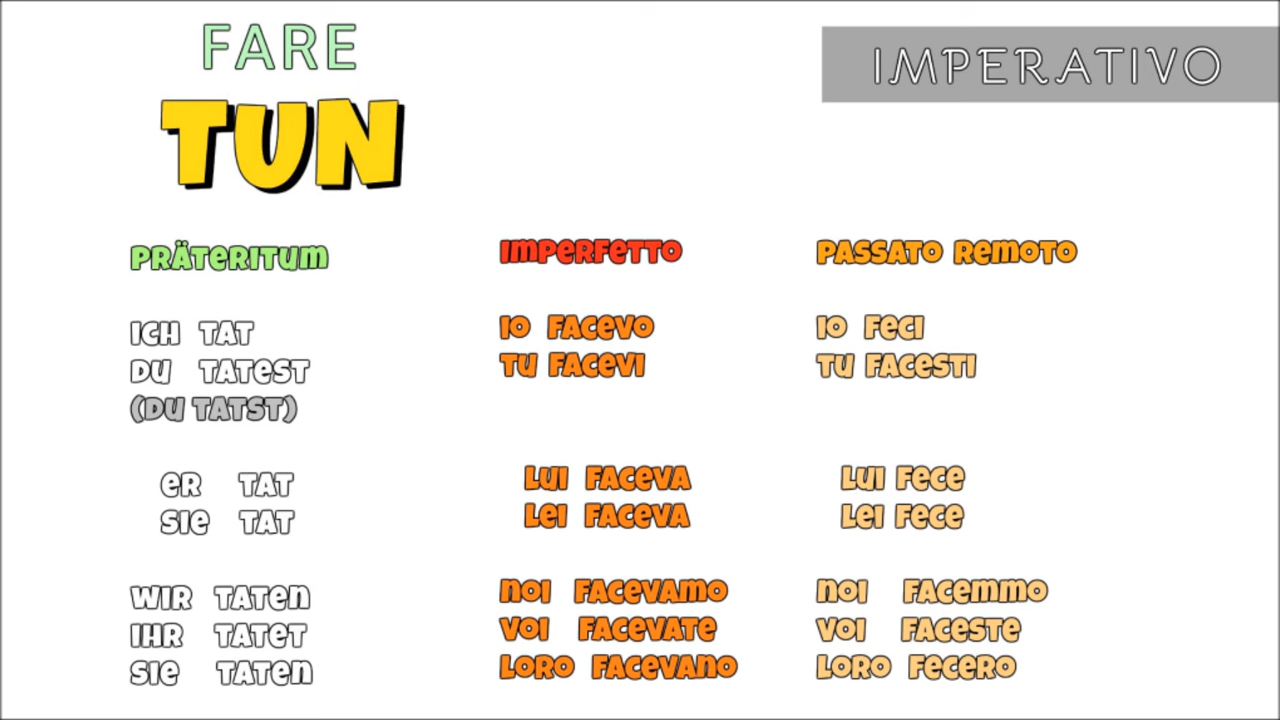 FARE
TUN
IMPERATIVO
PRÄTERITUM
ICH TAT
DU TATEST
(DU TATST)
ER TAT
SIE TAT
WIR TATEN
IHR TATET
SIE TATEN
IMPERFETTO
IO FACEVO
TU FACEVI
LUI FACEVA
LEI FACEVA
NOI FACEVAMO
VOI FACEVATE
LORO FACEVANO
PASSATO REMOTO
IO FECI
TU FACESTI
LUI FECE
LEI FECE
NOI FACEMMO
VOI FACESTE
LORO FECERO